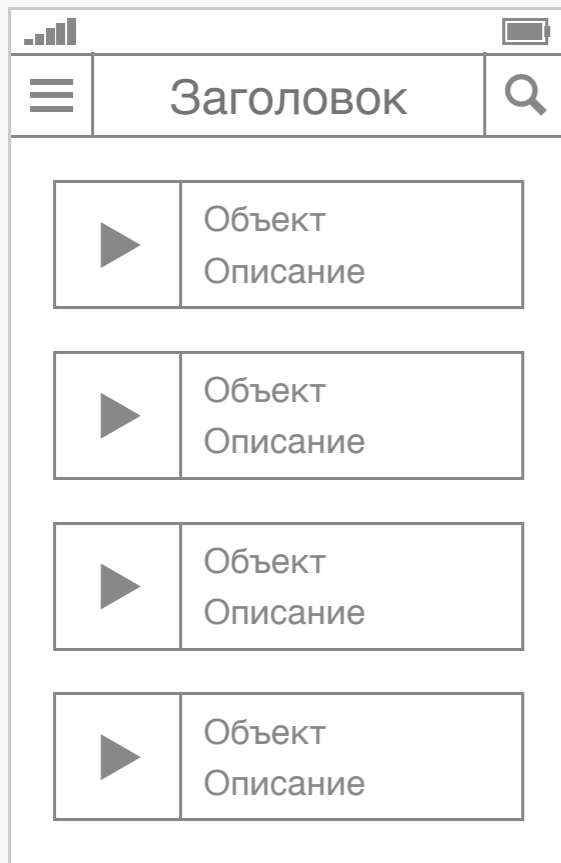 Заголовок
Объект
Описание
Объект
Описание
Объект
Описание
Объект
Описание